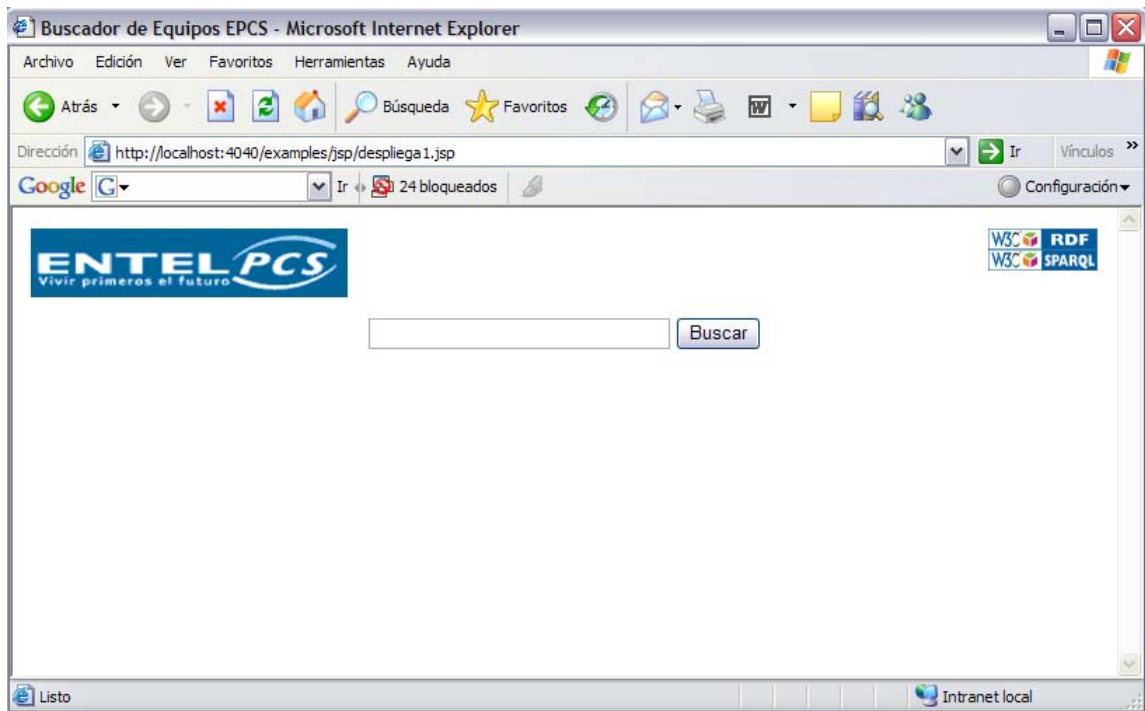 Buscador de Equipos EPCS - Microsoft Internet Explorer
Archivo Edición Ver Favoritos Herramientas Ayuda
Atrás Búsqueda Favoritos
Dirección http://localhost:4040/examples/jsp/despliega1.jsp Ir Vínculos »
Google G Ir 24 bloqueados Configuración
ENTEL PCS
Vivir primeros el futuro
W3C RDF
W3C SPARQL
Buscar
Listo Intranet local